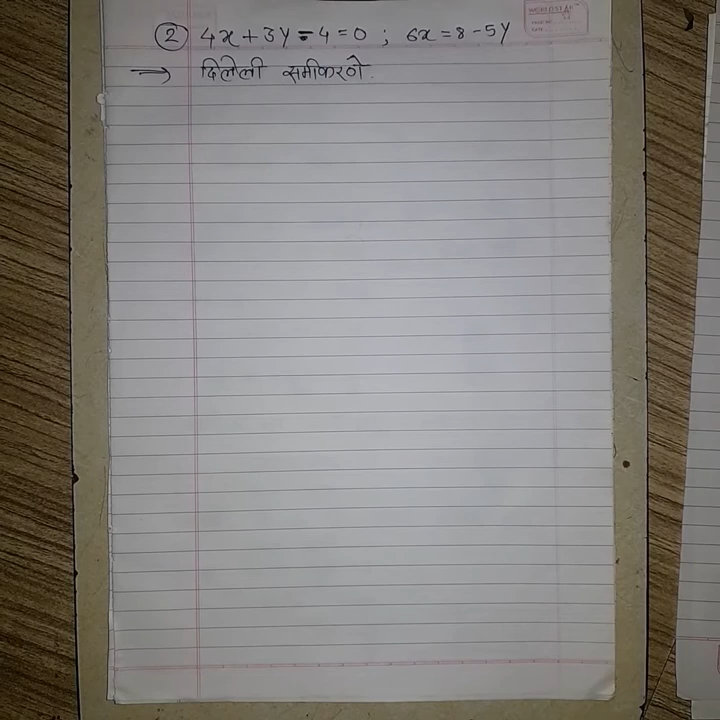 ② 4x + 3y - 4 = 0 ; 6x = 8 - 5y
→ दिलेली समीकरणे.